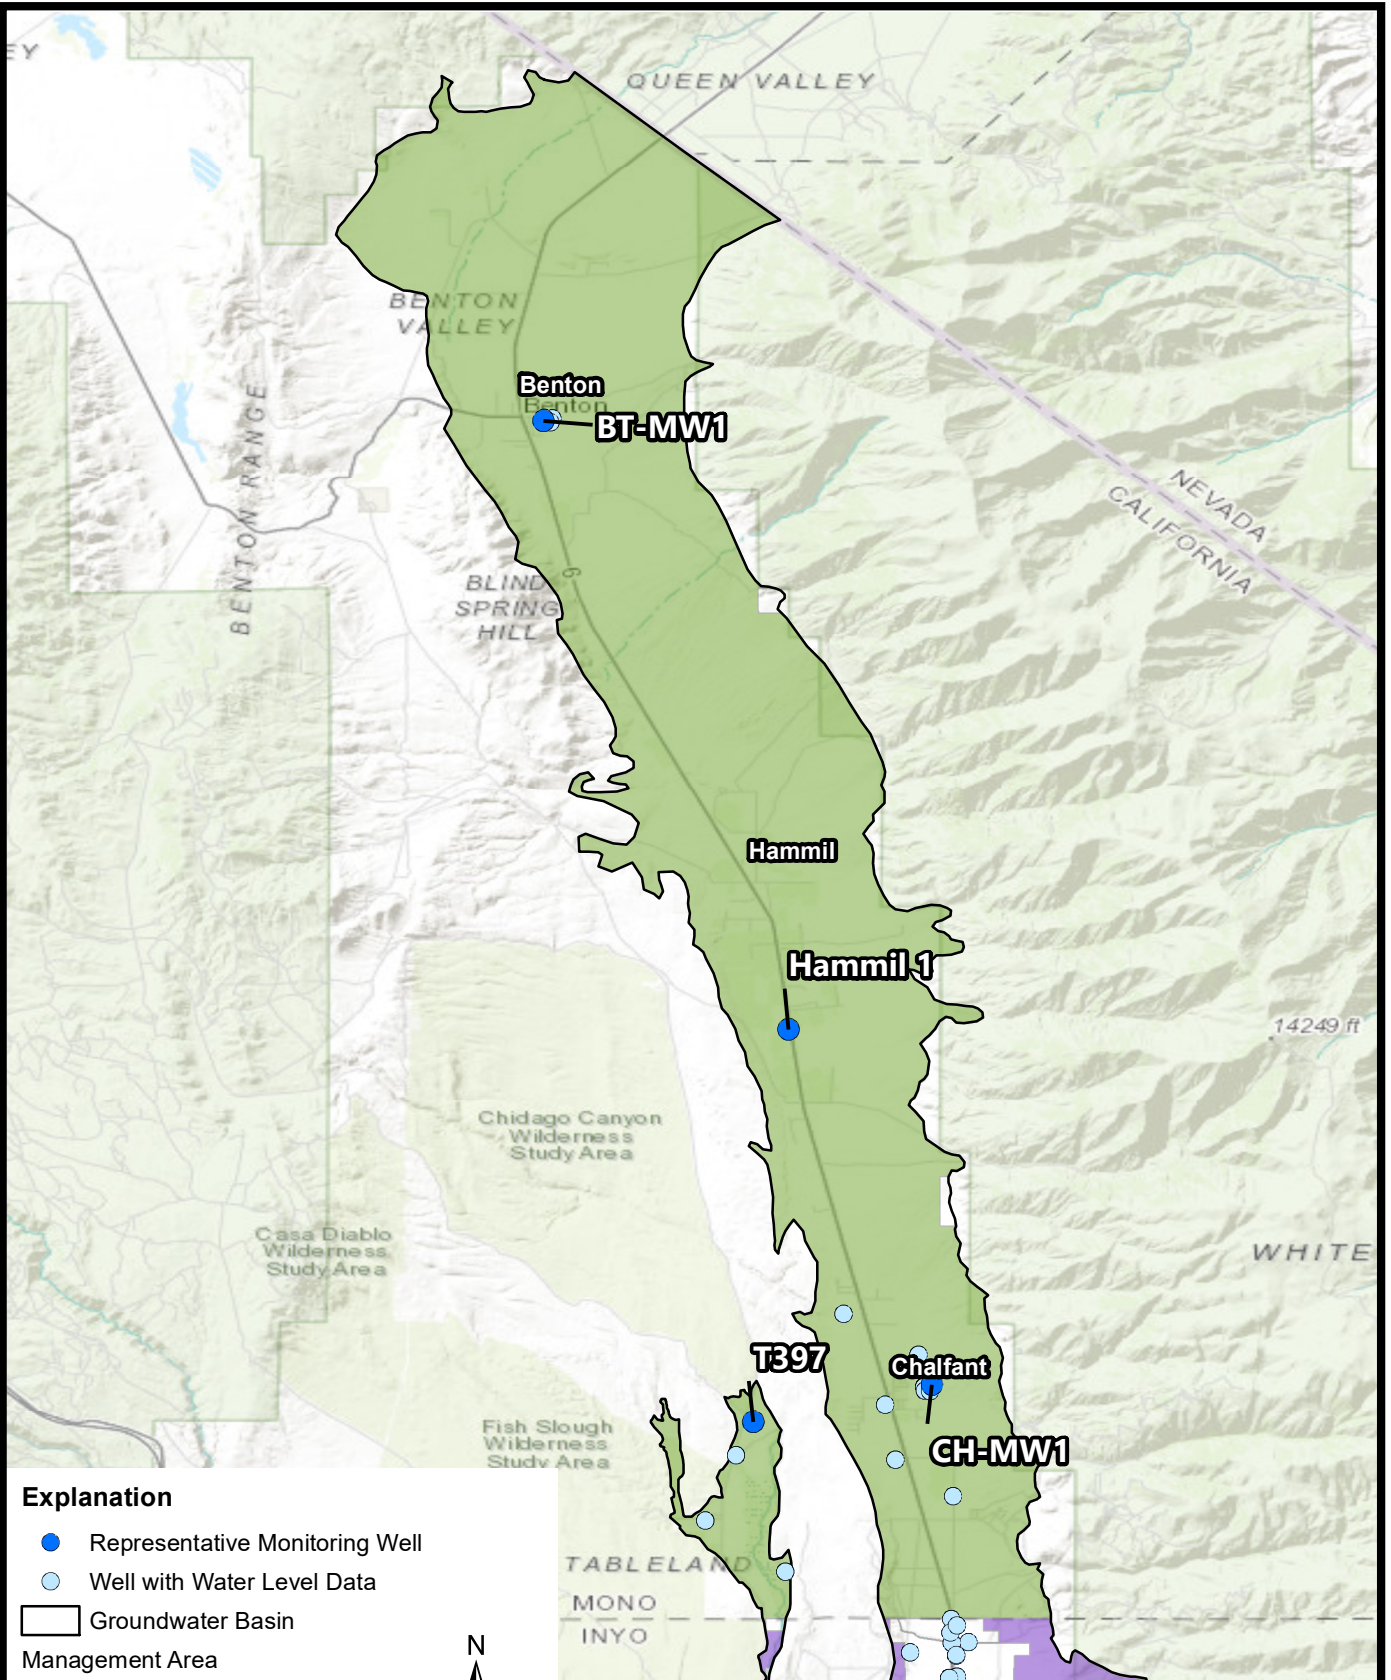 EY
QUEEN VALLEY
BENTON
VALLEY
Benton
Benton
BT-MW1
BENTON RANGE
NEVADA
CALIFORNIA
6
BLIND
SPRING
HILL
Hammil
Hammil 1
14249 ft
Chidago Canyon
Wilderness
Study Area
Casa Diablo
Wilderness
Study Area
WHITE
T397
Chalfant
CH-MW1
Fish Slough
Wilderness
Study Area
TABLELAND
MONO
INYO
Explanation
Representative Monitoring Well
Well with Water Level Data
Groundwater Basin
Management Area
N